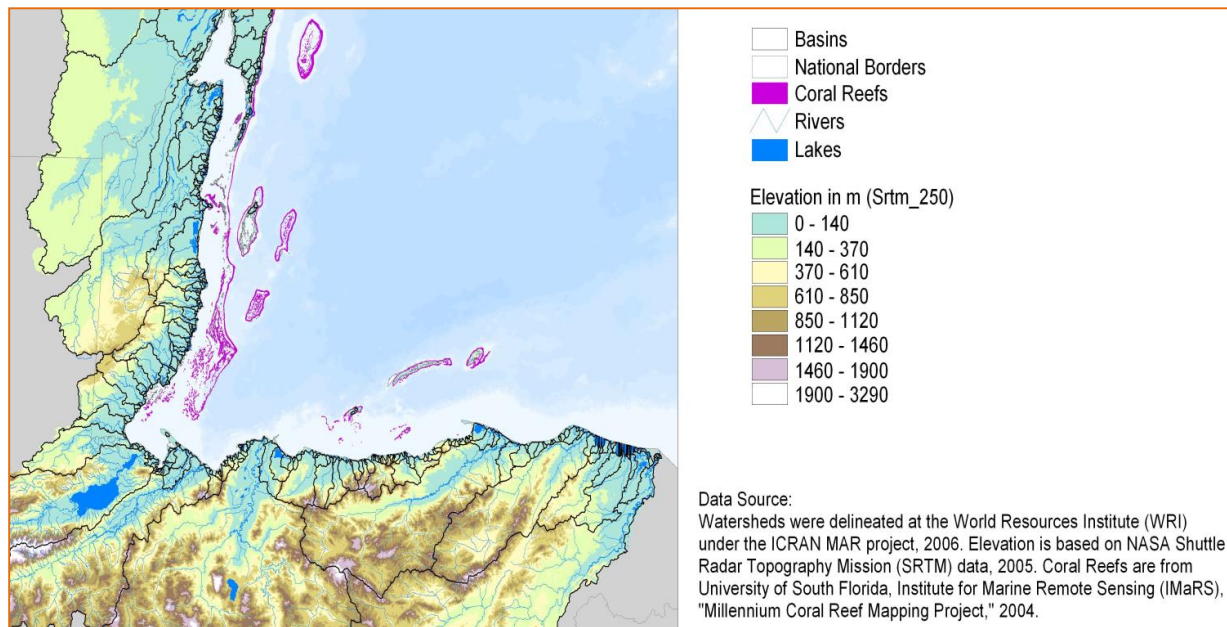 Basins
National Borders
Coral Reefs
Rivers
Lakes
Elevation in m (Srtm_250)
0 - 140
140 - 370
370 - 610
610 - 850
850 - 1120
1120 - 1460
1460 - 1900
1900 - 3290
Data Source:
Watersheds were delineated at the World Resources Institute (WRI)
under the ICRAN MAR project, 2006. Elevation is based on NASA Shuttle
Radar Topography Mission (SRTM) data, 2005. Coral Reefs are from
University of South Florida, Institute for Marine Remote Sensing (IMaRS),
"Millennium Coral Reef Mapping Project," 2004.